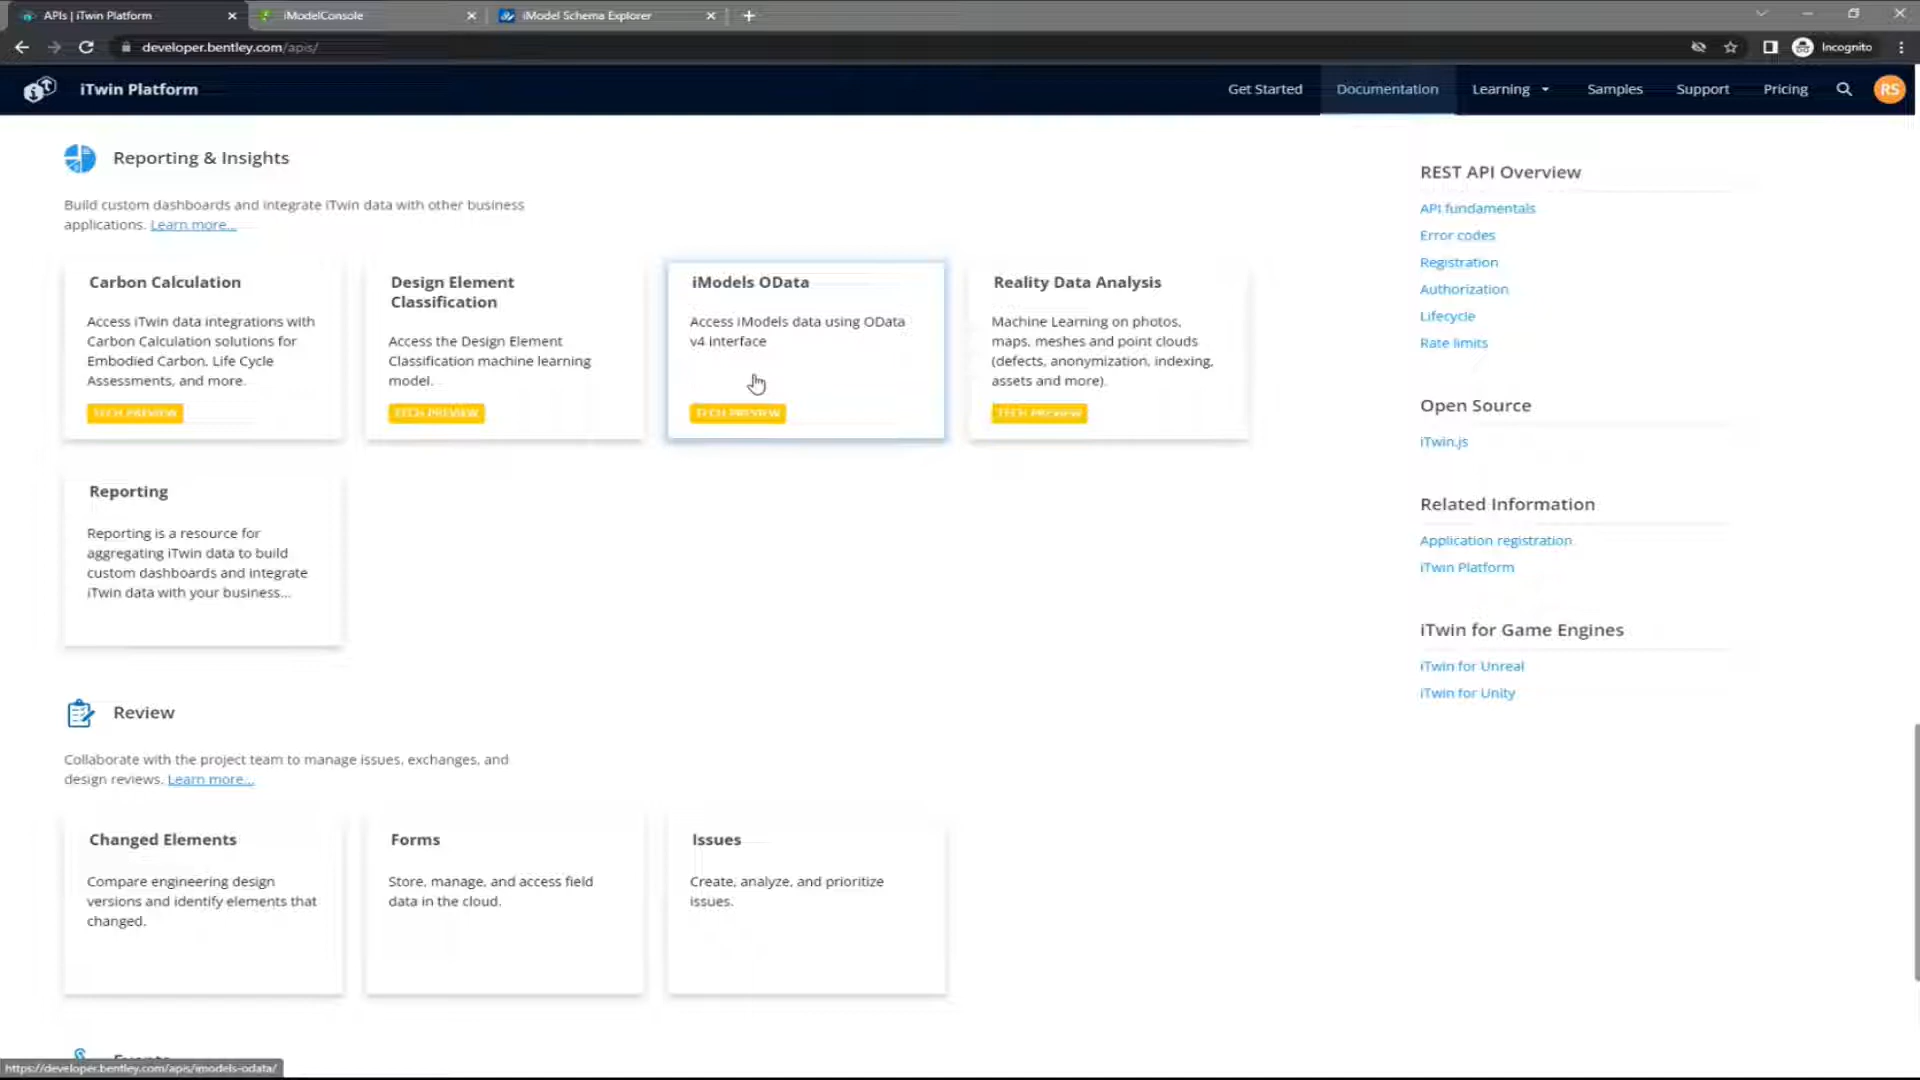 APIs | iTwin Platform
iModelConsole
iModel Schema Explorer
developer.bentley.com/apis/
Incognito
iTwin Platform
Get Started
Documentation
Learning
Samples
Support
Pricing
RS
Reporting & Insights
Build custom dashboards and integrate iTwin data with other business
applications. Learn more...
Carbon Calculation
Access iTwin data integrations with
Carbon Calculation solutions for
Embodied Carbon, Life Cycle
Assessments, and more.
TECH PREVIEW
Design Element
Classification
Access the Design Element
Classification machine learning
model.
TECH PREVIEW
iModels OData
Access iModels data using OData
v4 interface
TECH PREVIEW
Reality Data Analysis
Machine Learning on photos,
maps, meshes and point clouds
(defects, anonymization, indexing,
assets and more).
TECH PREVIEW
Reporting
Reporting is a resource for
aggregating iTwin data to build
custom dashboards and integrate
iTwin data with your business...
Review
Collaborate with the project team to manage issues, exchanges, and
design reviews. Learn more...
Changed Elements
Compare engineering design
versions and identify elements that
changed.
Forms
Store, manage, and access field
data in the cloud.
Issues
Create, analyze, and prioritize
issues.
REST API Overview
API fundamentals
Error codes
Registration
Authorization
Lifecycle
Rate limits
Open Source
iTwin.js
Related Information
Application registration
iTwin Platform
iTwin for Game Engines
iTwin for Unreal
iTwin for Unity
https://developer.bentley.com/apis/imodels-odata/